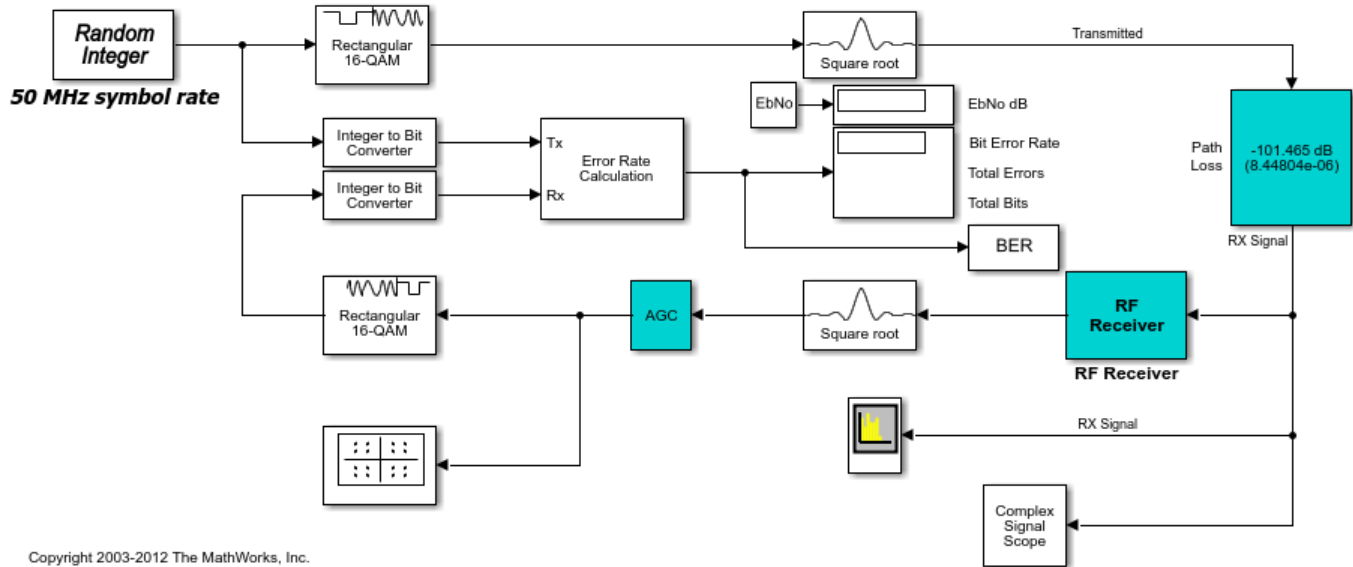 Random
Integer
50 MHz symbol rate
Rectangular
16-QAM
Square root
Transmitted
EbNo
EbNo dB
Integer to Bit
Converter
Tx
Error Rate
Calculation
Bit Error Rate
Total Errors
Total Bits
Path
Loss
-101.465 dB
(8.44804e-06)
Integer to Bit
Converter
Rx
RX Signal
BER
Rectangular
16-QAM
AGC
Square root
RF
Receiver
RF Receiver
RX Signal
Complex
Signal
Scope
Copyright 2003-2012 The MathWorks, Inc.